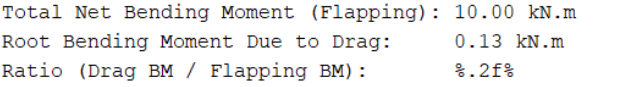 Total Net Bending Moment (Flapping): 10.00 kN.m
Root Bending Moment Due to Drag:     0.13 kN.m
Ratio (Drag BM / Flapping BM):       %.2f%